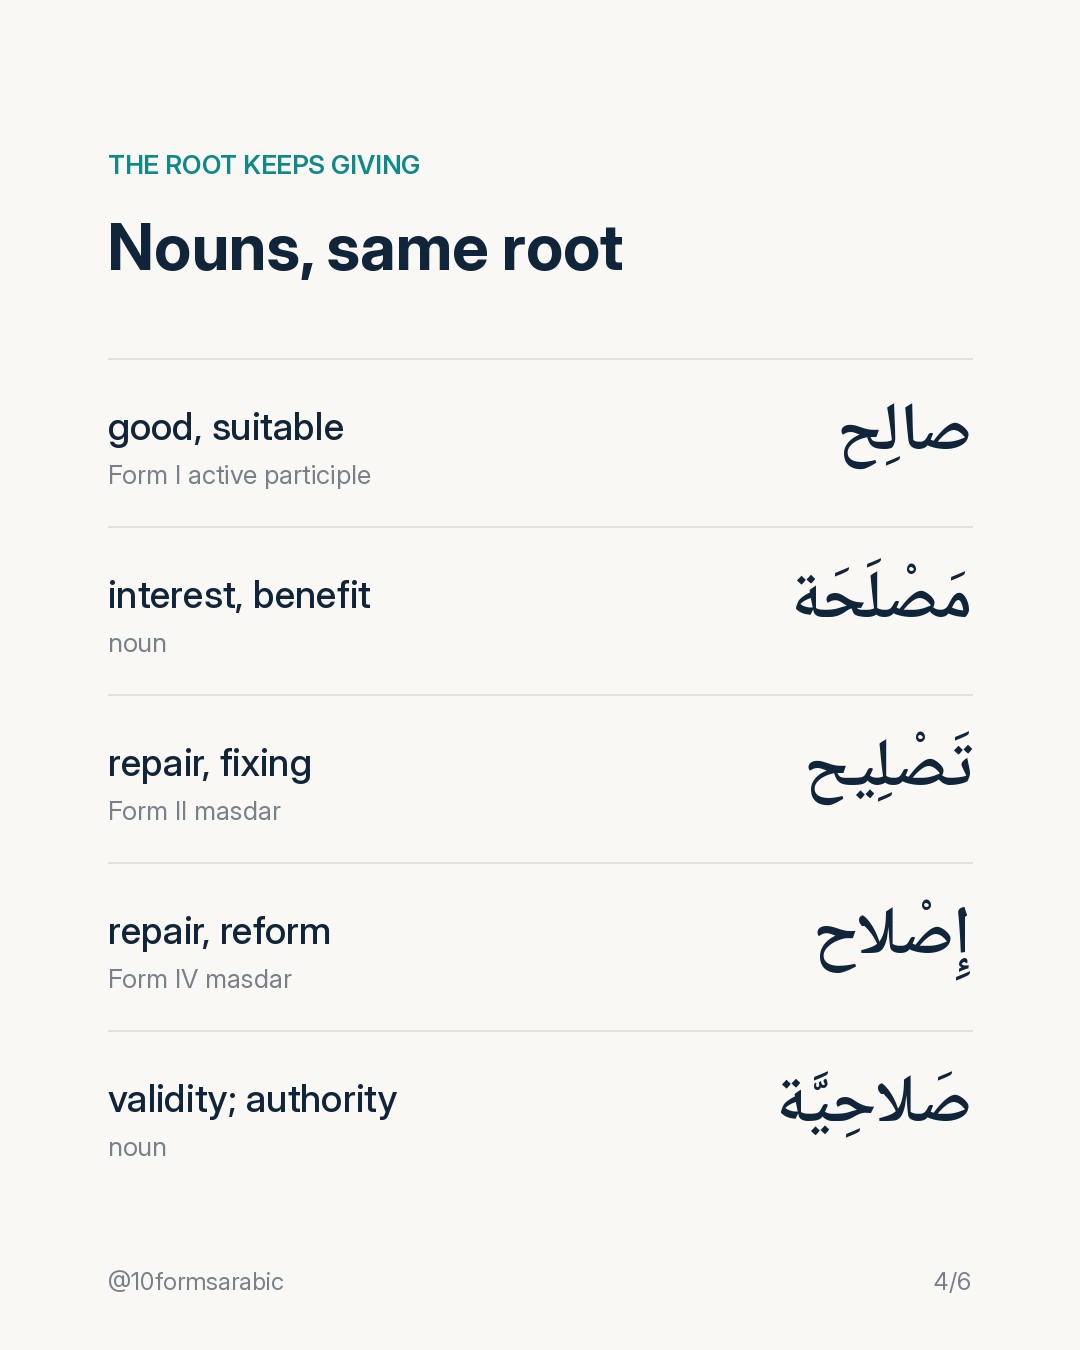 THE ROOT KEEPS GIVING
Nouns, same root
good, suitable
صالِح
Form I active participle
interest, benefit
مَصْلَحَة
noun
repair, fixing
تَصْلِيح
Form II masdar
repair, reform
إِصْلاح
Form IV masdar
validity; authority
صَلاحِيَّة
noun
@10formsarabic
4/6